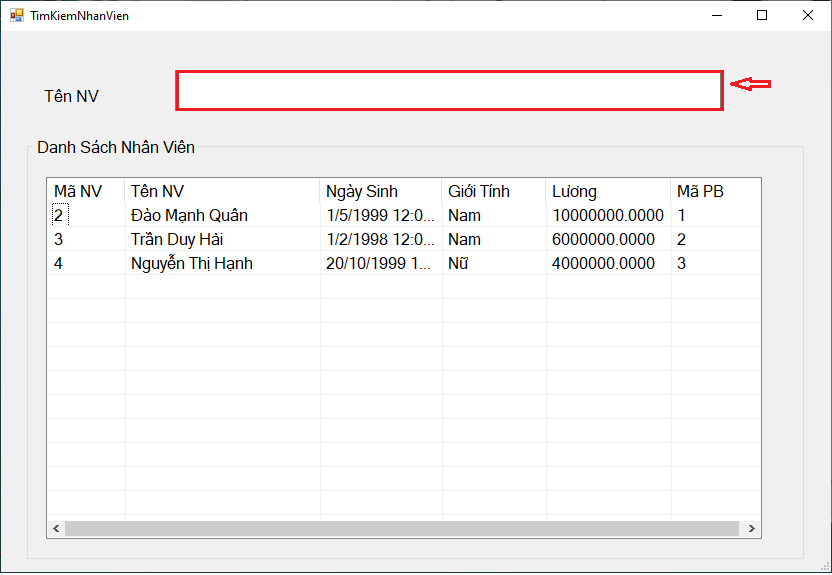 TimKiemNhanVien
Tên NV
Danh Sách Nhân Viên
Mã NV Tên NV Ngày Sinh Giới Tính Lương Mã PB
2 Đào Mạnh Quân 1/5/1999 12:0... Nam 10000000.0000 1
3 Trần Duy Hải 1/2/1998 12:0... Nam 6000000.0000 2
4 Nguyễn Thị Hạnh 20/10/1999 1... Nữ 4000000.0000 3